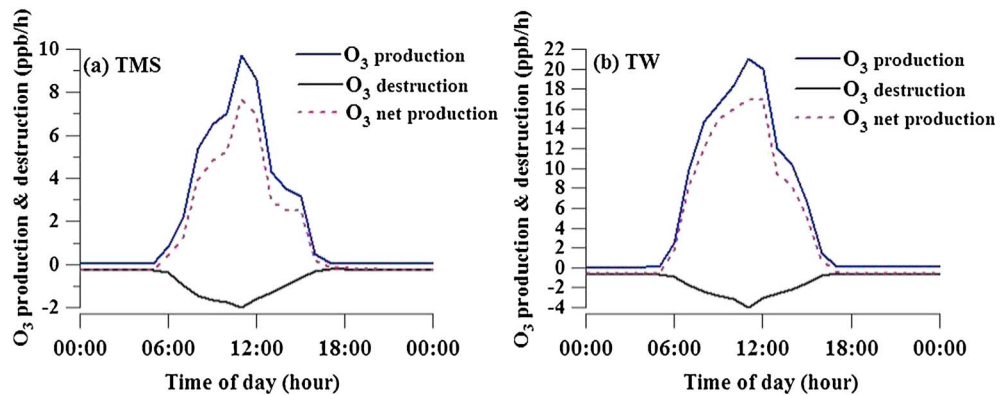 (a) TMS
O3 production
O3 destruction
O3 net production
O3 production & destruction (ppb/h)
10
8
6
4
2
0
-2
00:00 06:00 12:00 18:00 00:00
Time of day (hour)
(b) TW
O3 production
O3 destruction
O3 net production
O3 production & destruction (ppb/h)
22
20
18
16
14
12
10
8
6
4
2
0
-2
-4
00:00 06:00 12:00 18:00 00:00
Time of day (hour)